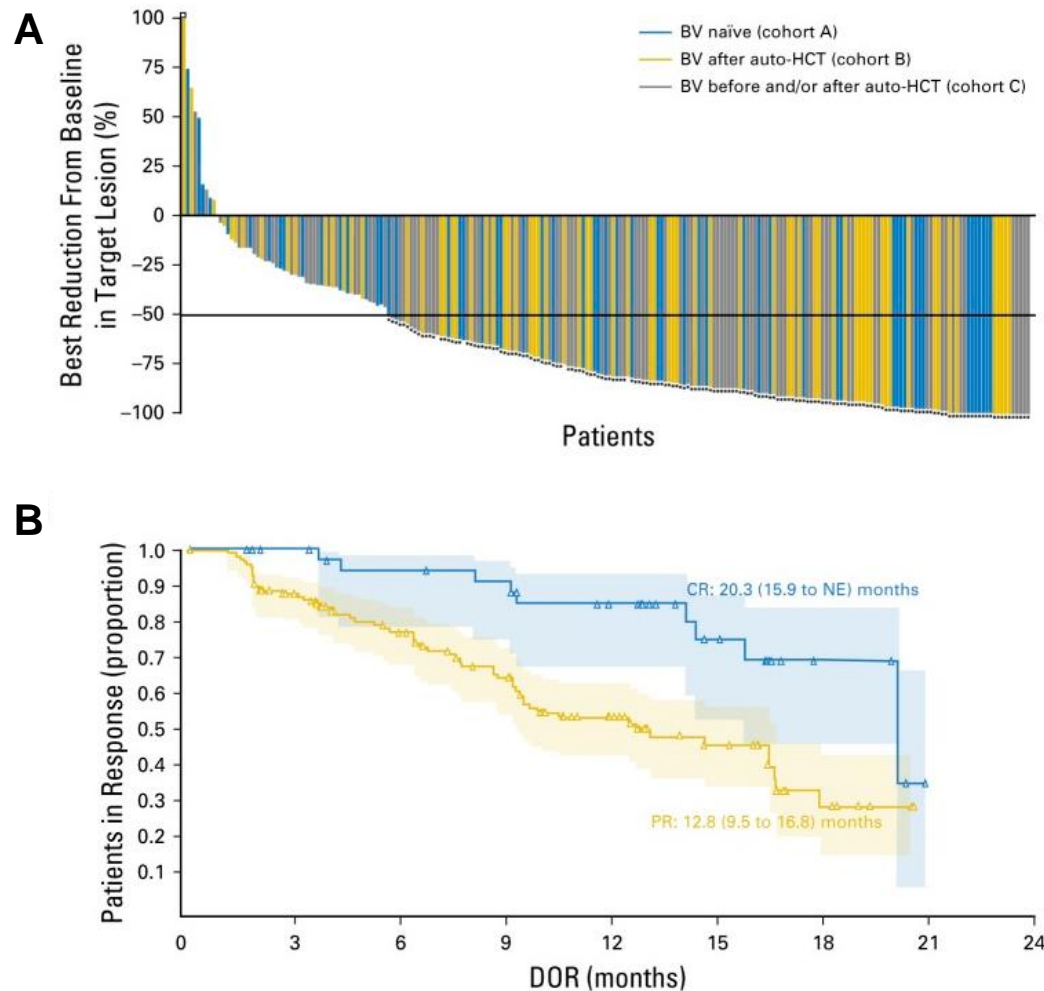 A
100
75
50
25
0
−25
−50
−75
−100
Best Reduction From Baseline
in Target Lesion (%)
BV naïve (cohort A)
BV after auto-HCT (cohort B)
BV before and/or after auto-HCT (cohort C)
Patients
B
Patients in Response (proportion)
1.0
0.9
0.8
0.7
0.6
0.5
0.4
0.3
0.2
0.1
CR: 20.3 (15.9 to NE) months
PR: 12.8 (9.5 to 16.8) months
0 3 6 9 12 15 18 21 24
DOR (months)